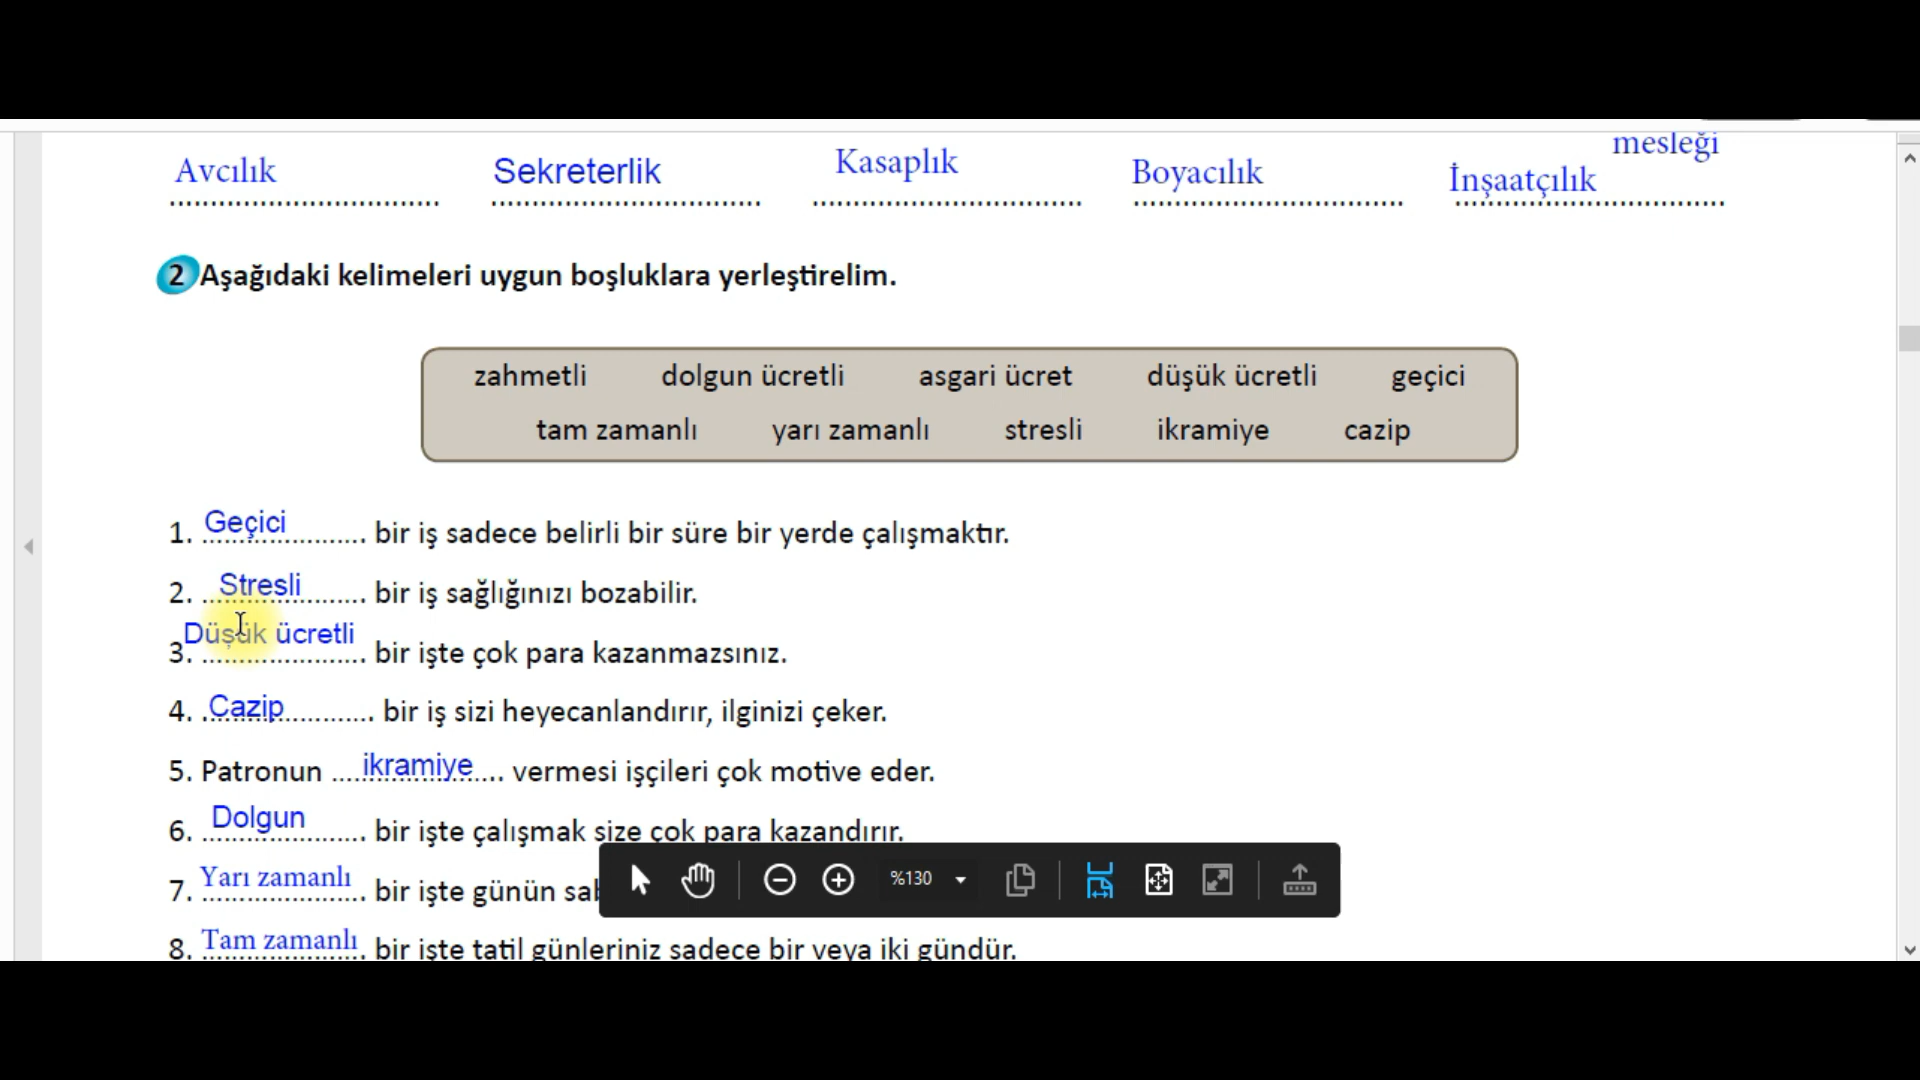 mesleği
Avcılık Sekreterlik Kasaplık Boyacılık İnşaatçılık
2 Aşağıdaki kelimeleri uygun boşluklara yerleştirelim.
zahmetli dolgun ücretli asgari ücret düşük ücretli geçici
tam zamanlı yarı zamanlı stresli ikramiye cazip
1. Geçici bir iş sadece belirli bir süre bir yerde çalışmaktır.
2. Stresli bir iş sağlığınızı bozabilir.
3. Düşük ücretli bir işte çok para kazanmazsınız.
4. Cazip bir iş sizi heyecanlandırır, ilginizi çeker.
5. Patronun ikramiye vermesi işçileri çok motive eder.
6. Dolgun bir işte çalışmak size çok para kazandırır.
7. Yarı zamanlı bir işte günün
%130
8. Tam zamanlı bir işte tatil günleriniz sadece bir veya iki gündür.